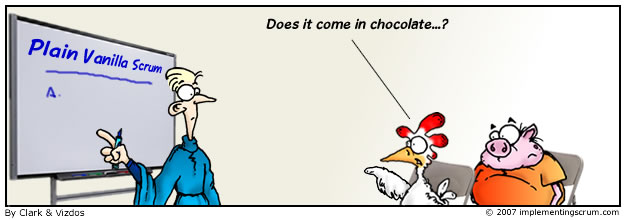 Plain Vanilla Scrum
A.
Does it come in chocolate...?
By Clark & Vizdos
© 2007 implementingscrum.com